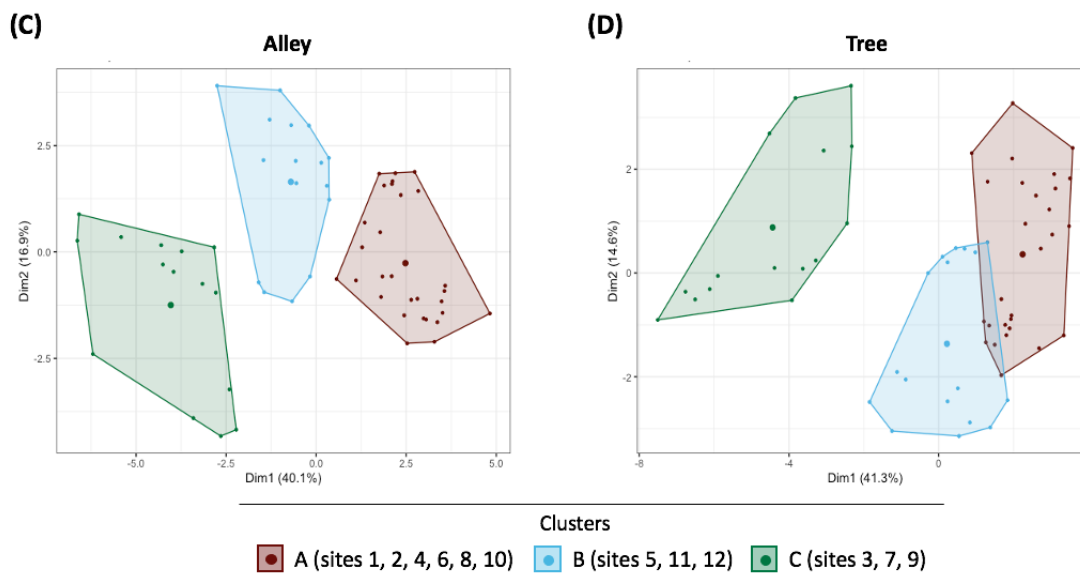 (C)
Alley
2.5
0.0
-2.5
Dim2 (16.9%)
-5.0
-2.5
0.0
2.5
5.0
Dim1 (40.1%)
(D)
Tree
2
0
-2
Dim2 (14.6%)
-8
-4
0
Dim1 (41.3%)
Clusters
A (sites 1, 2, 4, 6, 8, 10)
B (sites 5, 11, 12)
C (sites 3, 7, 9)